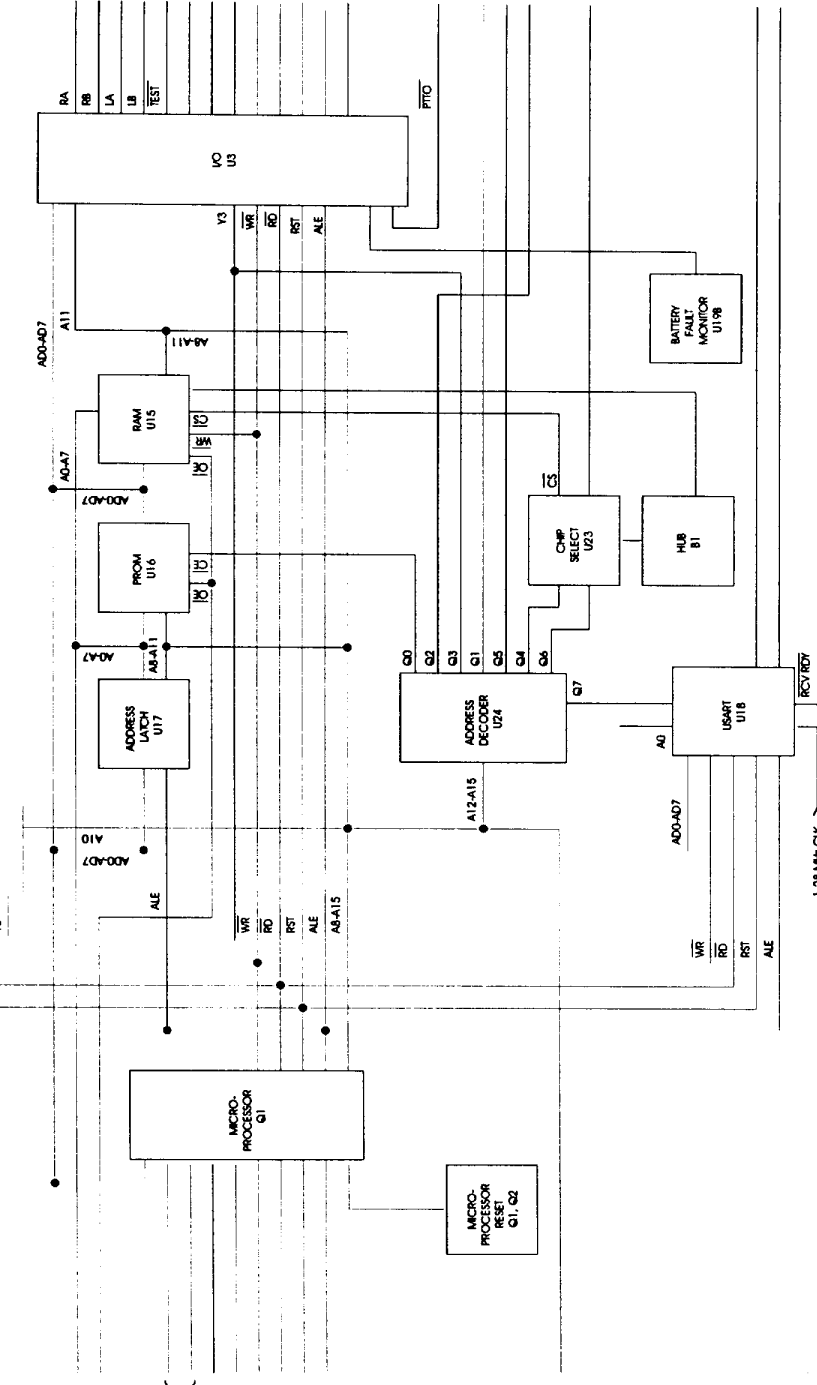 RA
RB
LA
LB
TEST
I/O
U3
PTTO
Y3
WR
RD
RST
ALE
AD0-AD7
A11
A8-A11
BATTERY
FAULT
MONITOR
U19B
RAM
U15
CS
WR
OE
A0-A7
AD0-AD7
CS
CHIP
SELECT
U23
HUB
B1
PROM
U16
CE
OE
A0-A7
A8-A11
Q0
Q2
Q3
Q1
Q5
Q4
Q6
Q7
ADDRESS
LATCH
U17
ADDRESS
DECODER
U24
USART
U18
RCV RDY
A0
AD0-AD7
A12-A15
A10
AD0-AD7
ALE
WR
RD
RST
ALE
A8-A15
WR
RD
RST
ALE
MICRO-
PROCESSOR
Q1
MICRO-
PROCESSOR
RESET
Q1, Q2